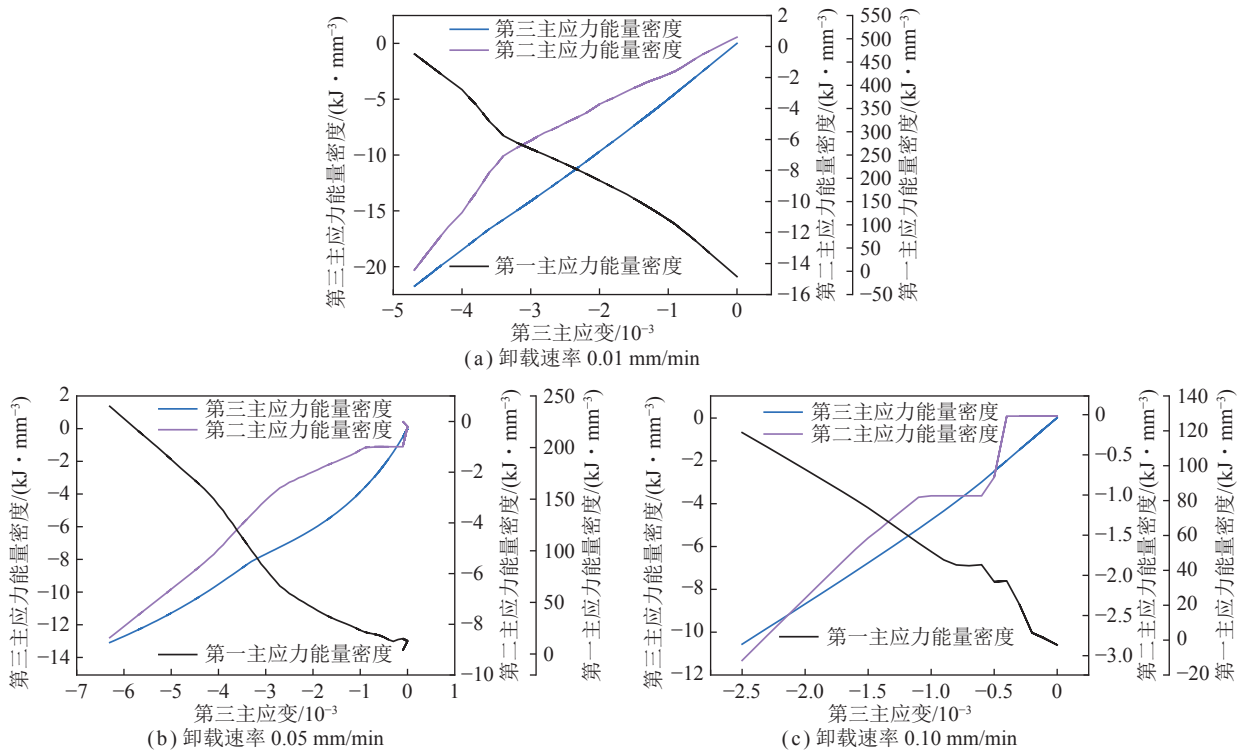 第三主应力能量密度
第二主应力能量密度
第一主应力能量密度
第三主应力能量密度/(kJ·mm⁻³)
0
−5
−10
−15
−20
第二主应力能量密度/(kJ·mm⁻³)
2
0
−2
−4
−6
−8
−10
−12
−14
−16
第一主应力能量密度/(kJ·mm⁻³)
550
500
450
400
350
300
250
200
150
100
50
0
−50
−5 −4 −3 −2 −1 0
第三主应变/10⁻³
(a) 卸载速率 0.01 mm/min
第三主应力能量密度
第二主应力能量密度
第一主应力能量密度
第三主应力能量密度/(kJ·mm⁻³)
2
0
−2
−4
−6
−8
−10
−12
−14
第二主应力能量密度/(kJ·mm⁻³)
0
−2
−4
−6
−8
−10
第一主应力能量密度/(kJ·mm⁻³)
250
200
150
100
50
0
−7 −6 −5 −4 −3 −2 −1 0 1
第三主应变/10⁻³
(b) 卸载速率 0.05 mm/min
第三主应力能量密度
第二主应力能量密度
第一主应力能量密度
第三主应力能量密度/(kJ·mm⁻³)
0
−2
−4
−6
−8
−10
−12
第二主应力能量密度/(kJ·mm⁻³)
0
−0.5
−1.0
−1.5
−2.0
−2.5
−3.0
第一主应力能量密度/(kJ·mm⁻³)
140
120
100
80
60
40
20
0
−20
−2.5 −2.0 −1.5 −1.0 −0.5 0
第三主应变/10⁻³
(c) 卸载速率 0.10 mm/min